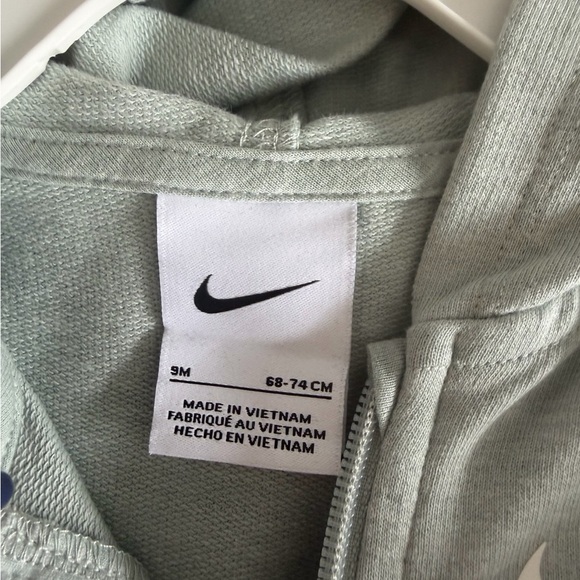 9M 68-74 CM
MADE IN VIETNAM
FABRIQUÉ AU VIETNAM
HECHO EN VIETNAM